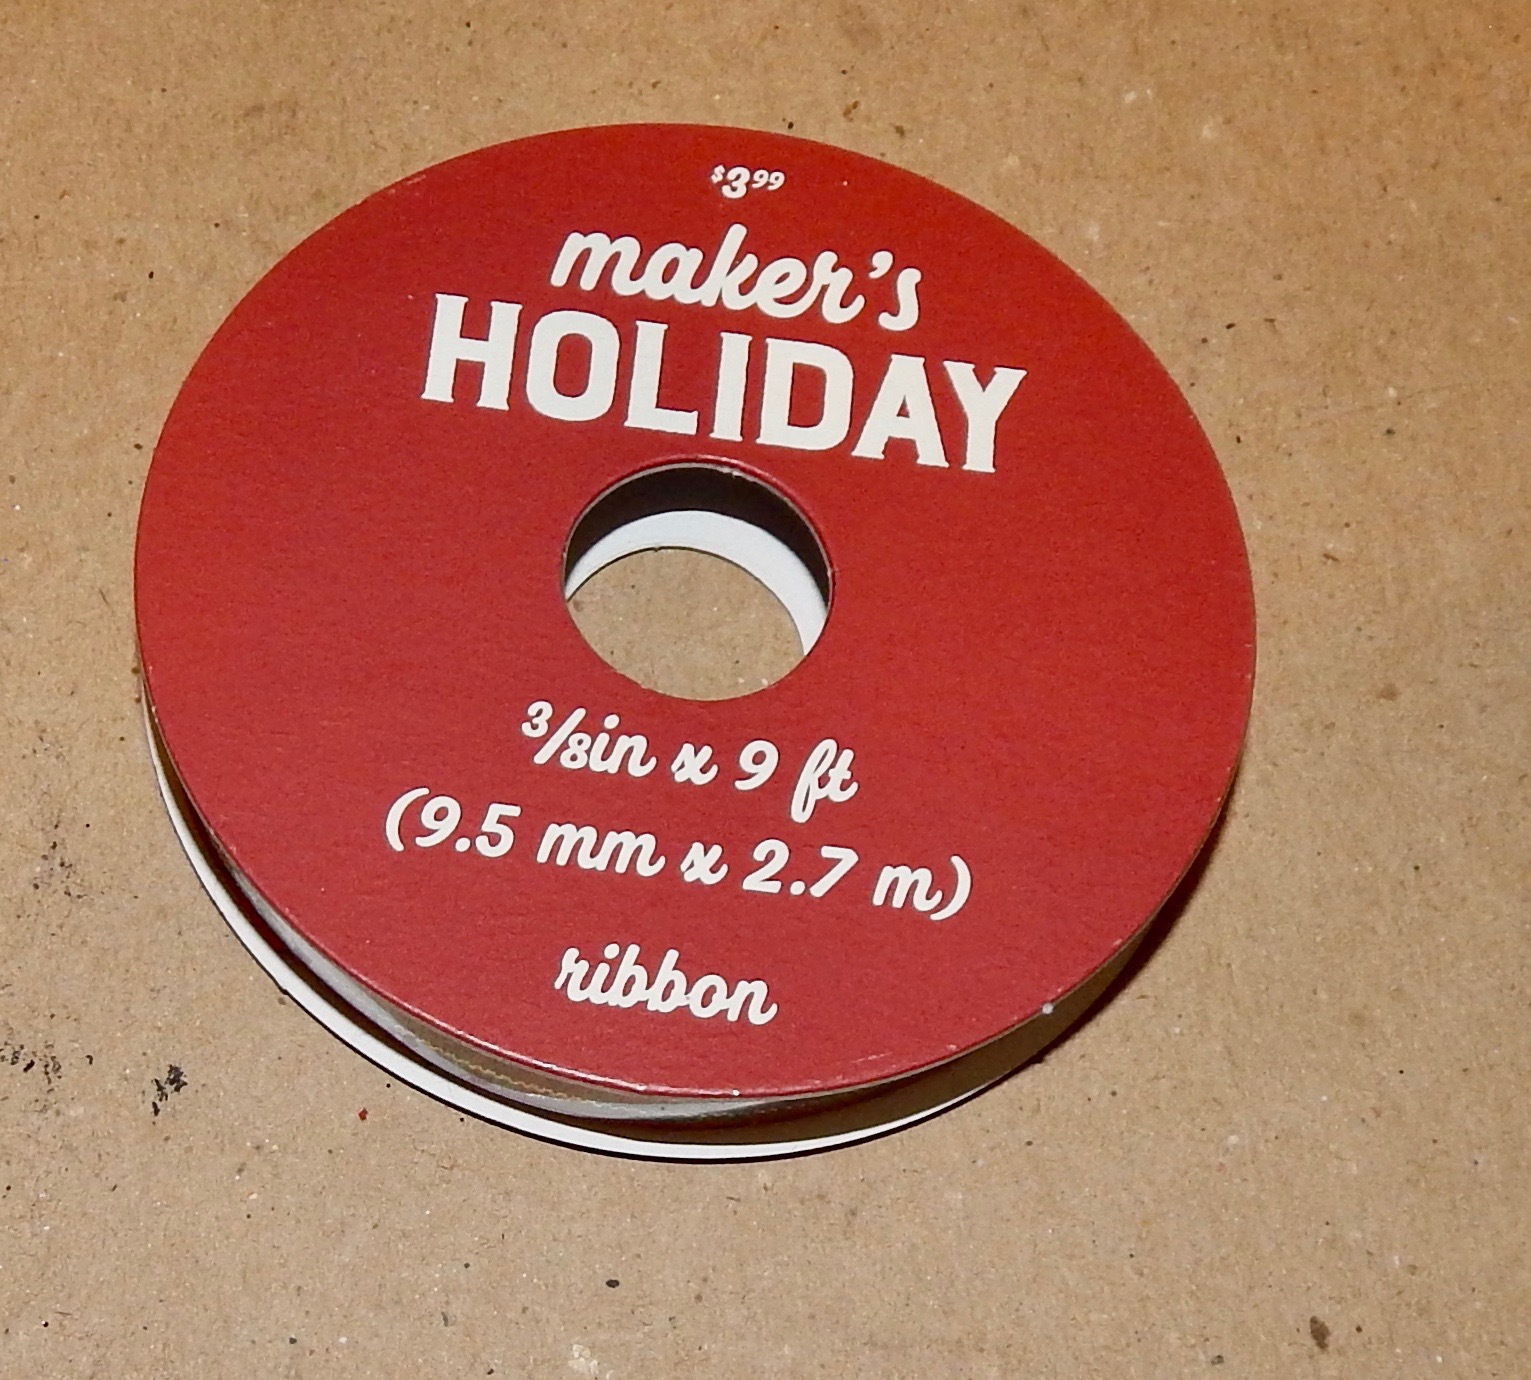 $3.99
maker's
HOLIDAY
3/8in x 9 ft
(9.5 mm x 2.7 m)
ribbon